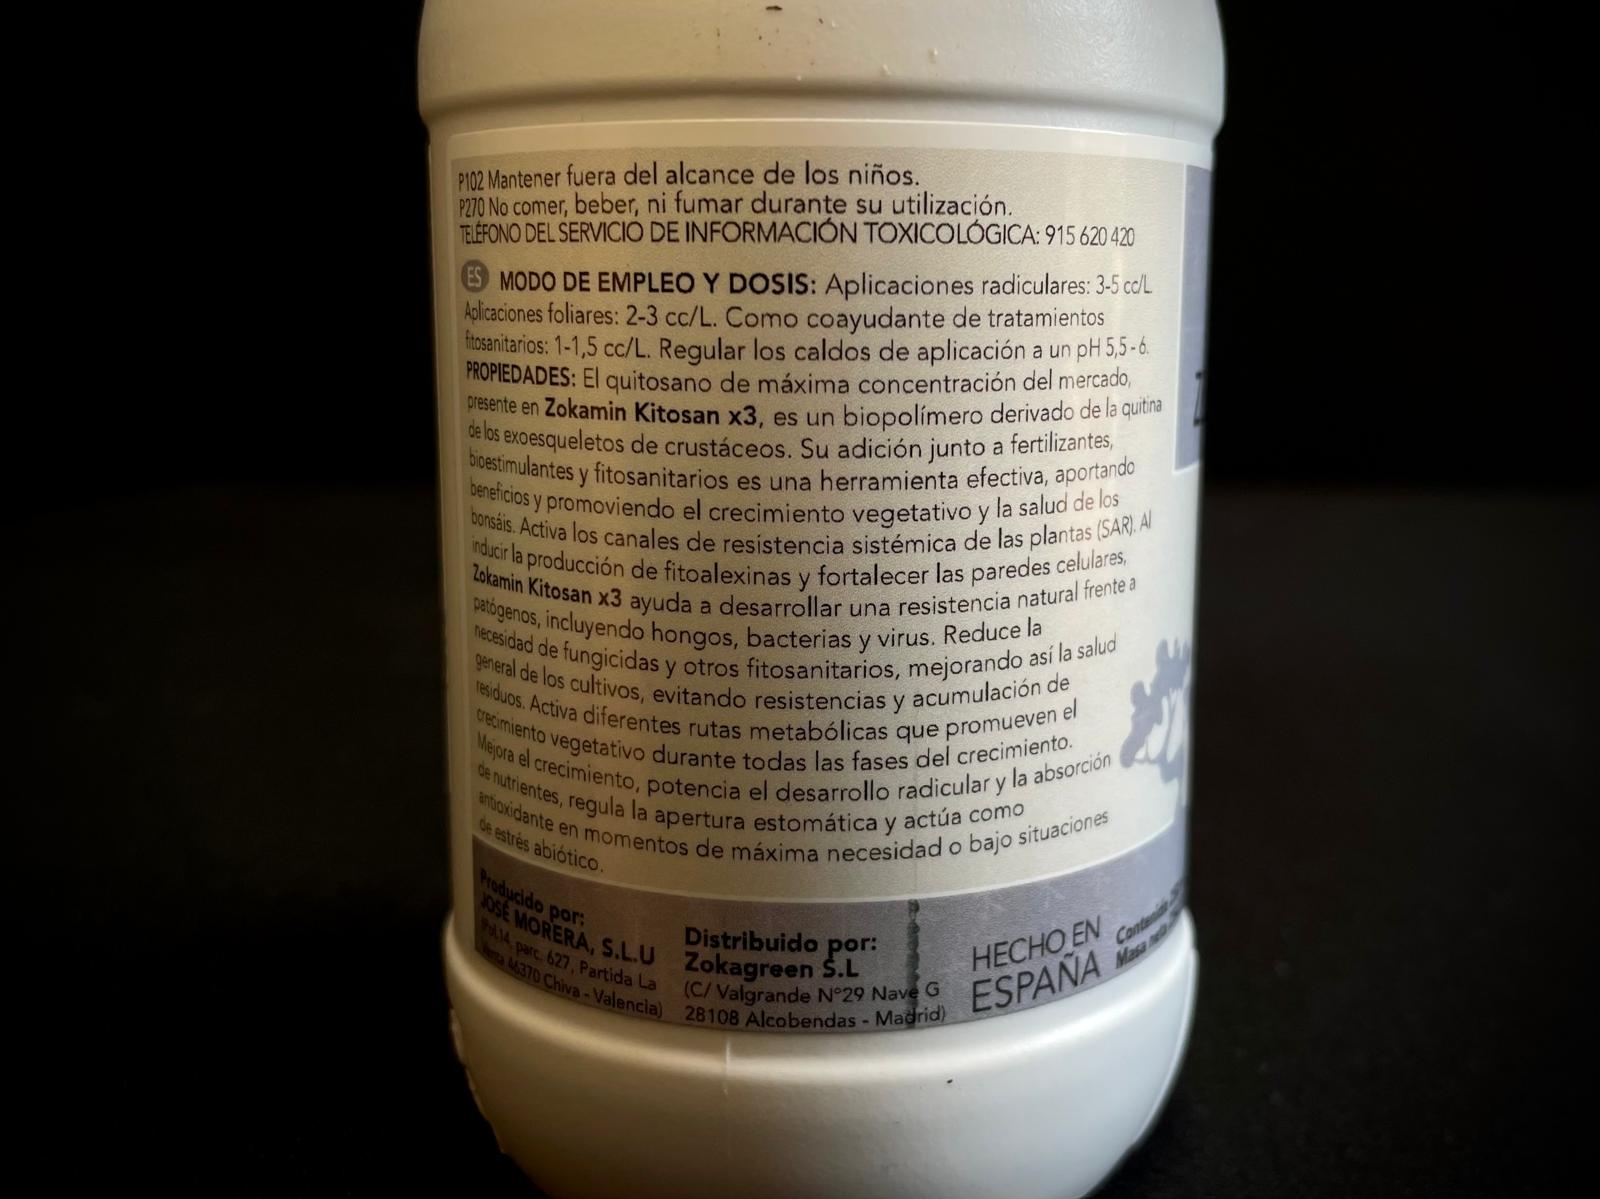 P102 Mantener fuera del alcance de los niños.
P270 No comer, beber, ni fumar durante su utilización.
TELÉFONO DEL SERVICIO DE INFORMACIÓN TOXICOLÓGICA: 915 620 420
ES MODO DE EMPLEO Y DOSIS: Aplicaciones radiculares: 3-5 cc/L.
Aplicaciones foliares: 2-3 cc/L. Como coayudante de tratamientos
fitosanitarios: 1-1,5 cc/L. Regular los caldos de aplicación a un pH 5,5 - 6.
PROPIEDADES: El quitosano de máxima concentración del mercado,
presente en Zokamin Kitosan x3, es un biopolímero derivado de la quitina
de los exoesqueletos de crustáceos. Su adición junto a fertilizantes,
bioestimulantes y fitosanitarios es una herramienta efectiva, aportando
beneficios y promoviendo el crecimiento vegetativo y la salud de los
bonsáis. Activa los canales de resistencia sistémica de las plantas (SAR). Al
inducir la producción de fitoalexinas y fortalecer las paredes celulares,
Zokamin Kitosan x3 ayuda a desarrollar una resistencia natural frente a
patógenos, incluyendo hongos, bacterias y virus. Reduce la
necesidad de fungicidas y otros fitosanitarios, mejorando así la salud
general de los cultivos, evitando resistencias y acumulación de
residuos. Activa diferentes rutas metabólicas que promueven el
crecimiento vegetativo durante todas las fases del crecimiento.
Mejora el crecimiento, potencia el desarrollo radicular y la absorción
de nutrientes, regula la apertura estomática y actúa como
antioxidante en momentos de máxima necesidad o bajo situaciones
de estrés abiótico.
Producido por:
JOSÉ MORERA, S.L.U
(Pol.14, parc. 627, Partida La
Venta 46370 Chiva - Valencia)
Distribuido por:
Zokagreen S.L
(C/ Valgrande Nº29 Nave G
28108 Alcobendas - Madrid)
HECHO EN
ESPAÑA
Contenido
Masa neta